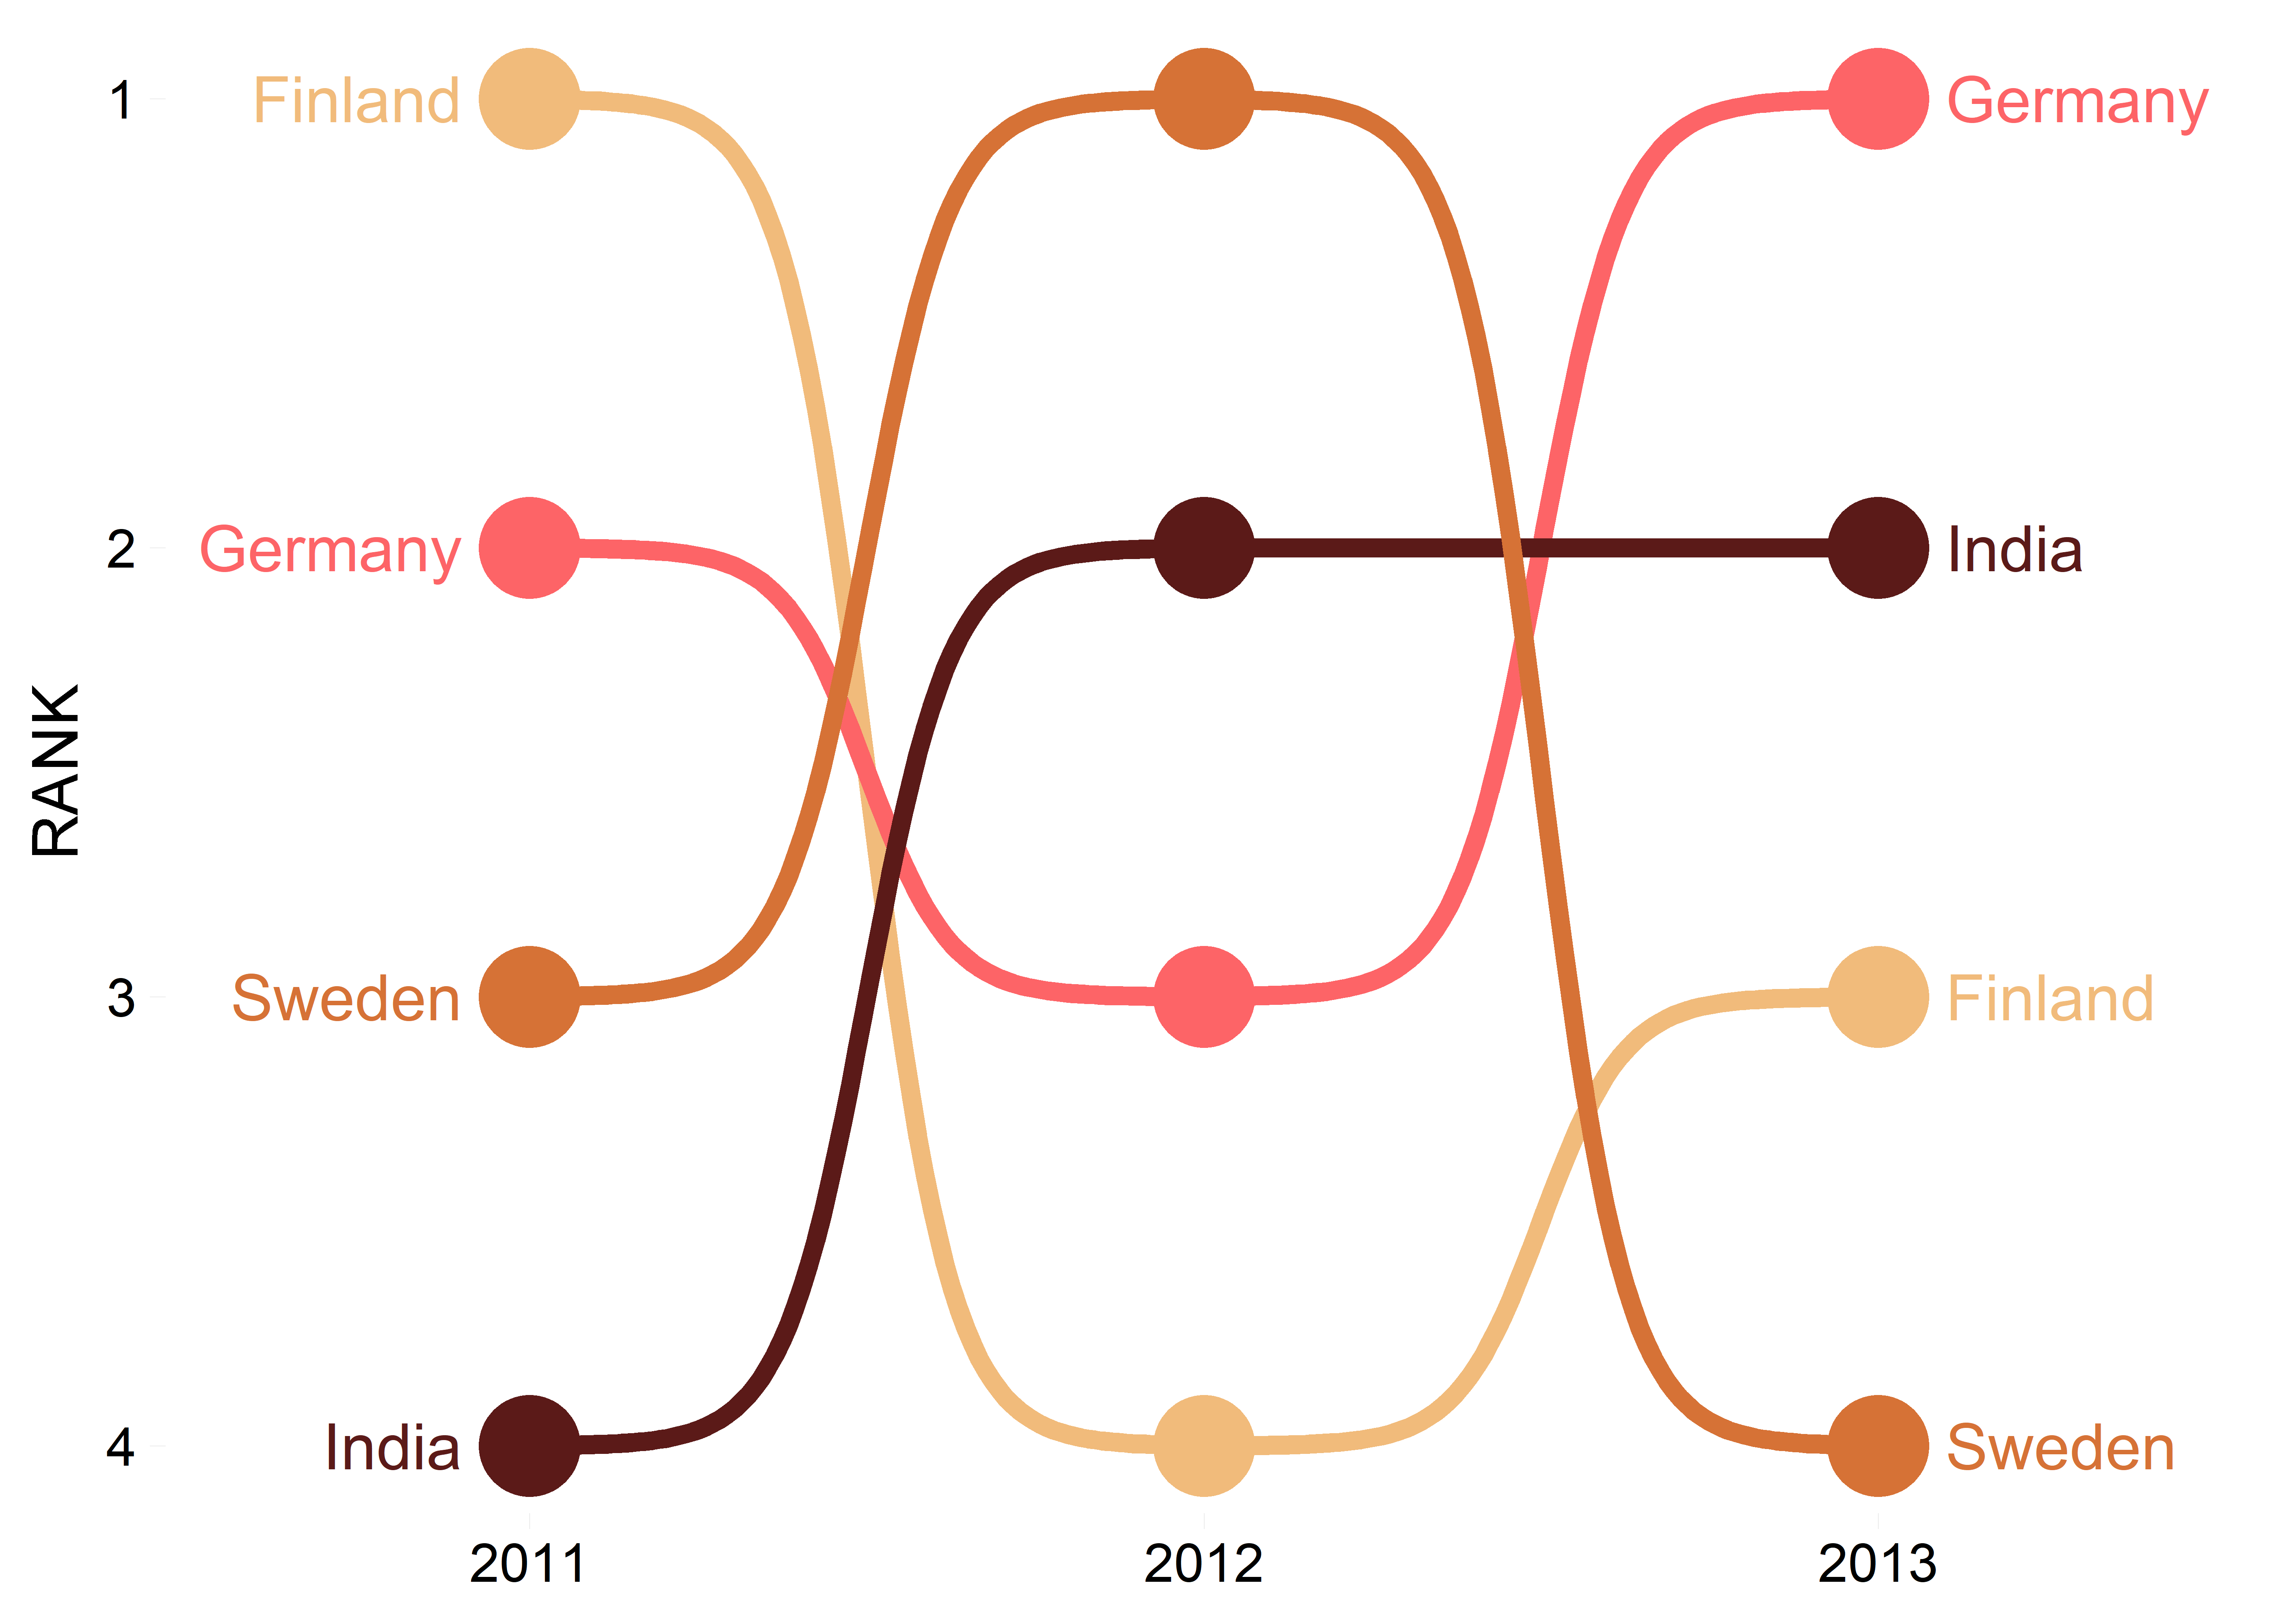 1 Finland Germany
2 Germany India
RANK
3 Sweden Finland
4 India Sweden
2011 2012 2013